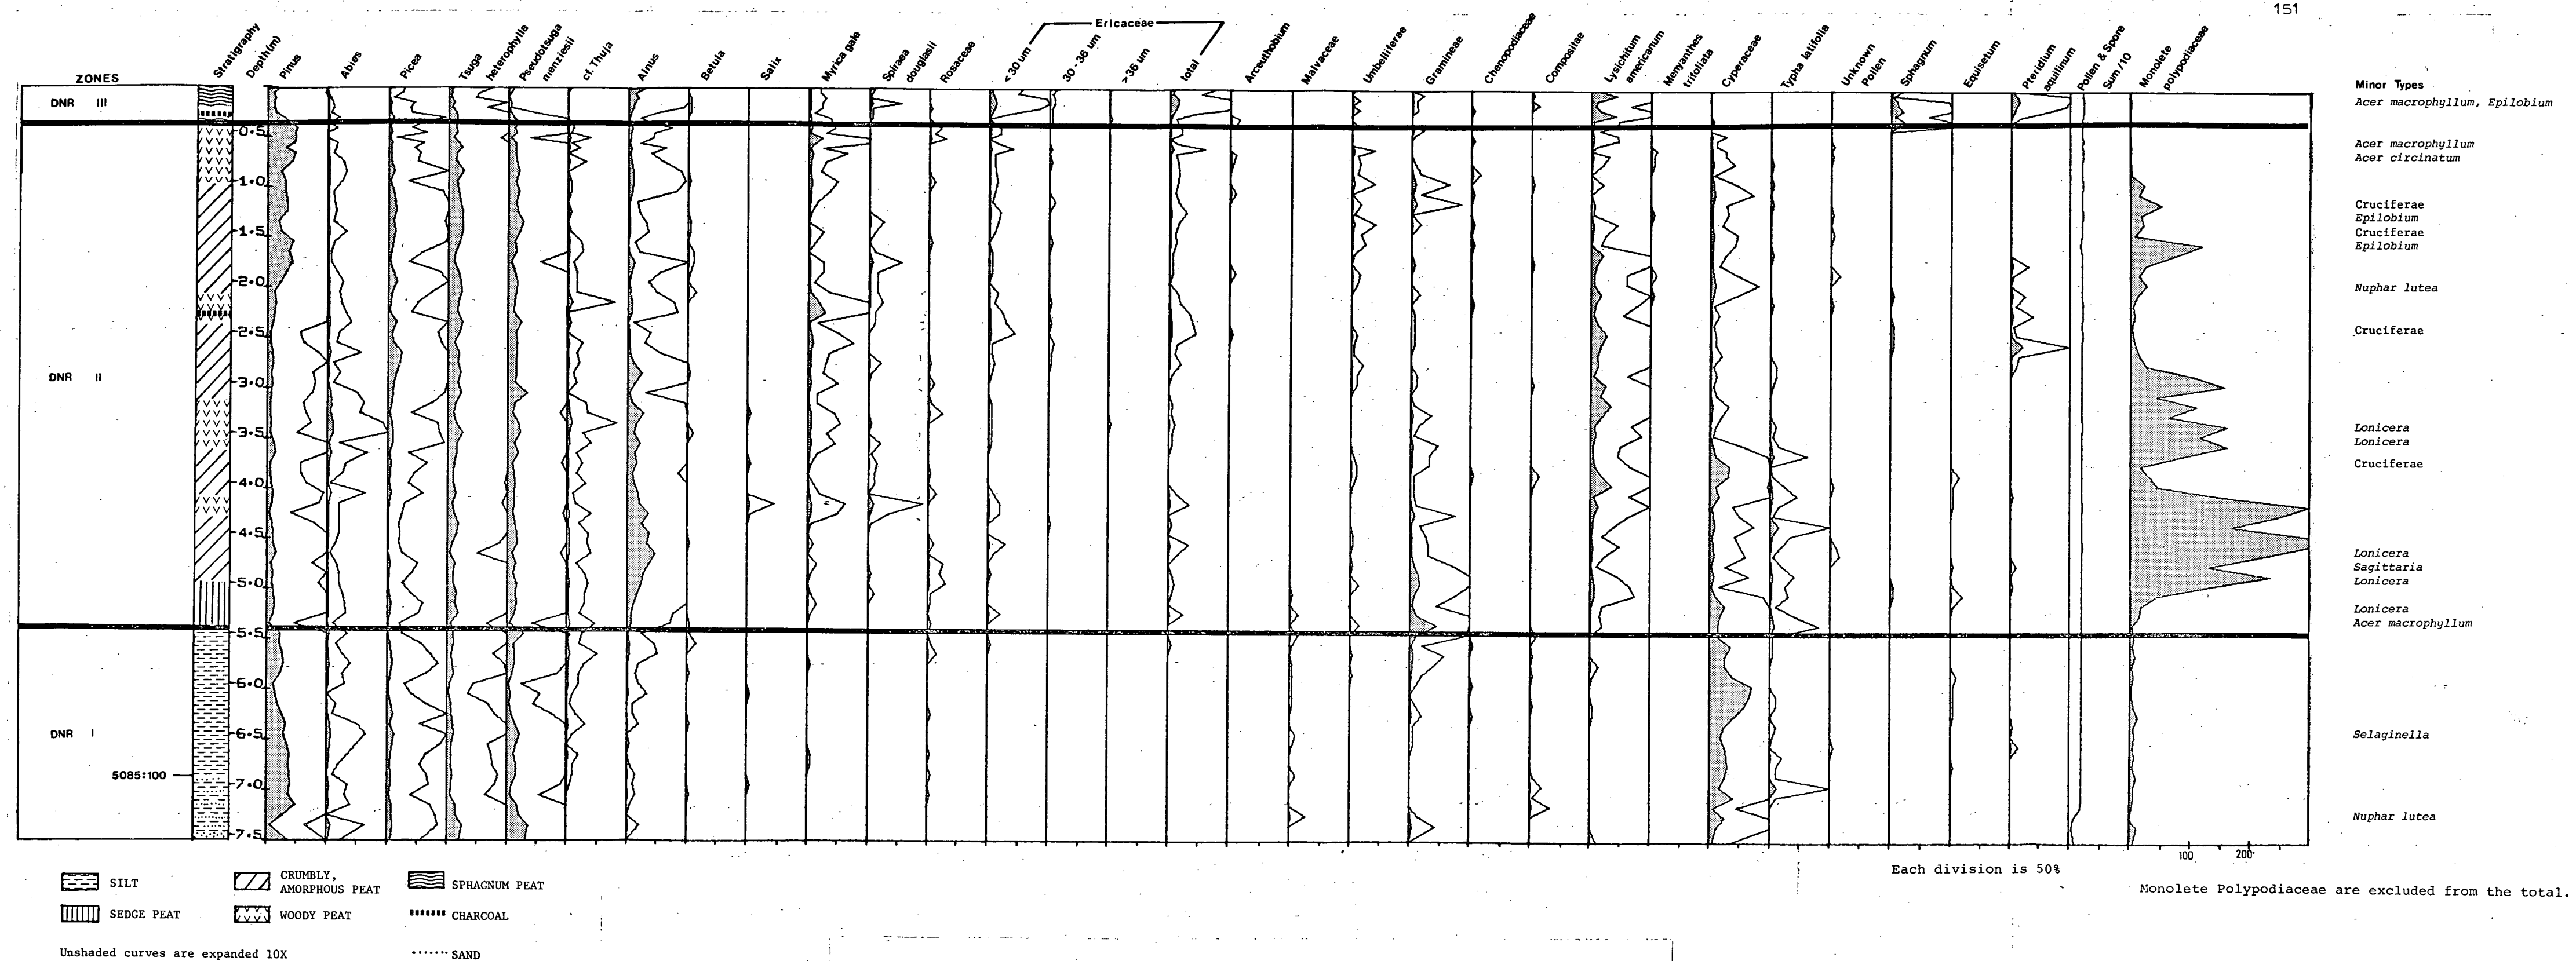 151
ZONES
Stratigraphy
Depth(m)
Pinus
Abies
Picea
Tsuga
heterophylla
Pseudotsuga
menziesii
cf. Thuja
Alnus
Betula
Salix
Myrica gale
Spiraea
douglasii
Rosaceae
Ericaceae
< 30 um
30 - 36 um
>36 um
total
Arceuthobium
Malvaceae
Umbelliferae
Gramineae
Chenopodiaceae
Compositae
Lysichitum
americanum
Menyanthes
trifoliata
Cyperaceae
Typha latifolia
Unknown
Pollen
Sphagnum
Equisetum
Pteridium
aquilinum
Pollen & Spore
Sum /10
Monolete
polypodiaceae
Minor Types
DNR III
Acer macrophyllum, Epilobium
0.5
Acer macrophyllum
Acer circinatum
1.0
Cruciferae
Epilobium
1.5
Cruciferae
Epilobium
2.0
Nuphar lutea
2.5
Cruciferae
DNR II
3.0
3.5
Lonicera
Lonicera
Cruciferae
4.0
4.5
Lonicera
Sagittaria
5.0
Lonicera
Lonicera
Acer macrophyllum
5.5
6.0
DNR I
6.5
Selaginella
5085±100
7.0
Nuphar lutea
7.5
100 200
Each division is 50%
Monolete Polypodiaceae are excluded from the total.
SILT
CRUMBLY,
AMORPHOUS PEAT
SPHAGNUM PEAT
SEDGE PEAT
WOODY PEAT
CHARCOAL
Unshaded curves are expanded 10X
SAND